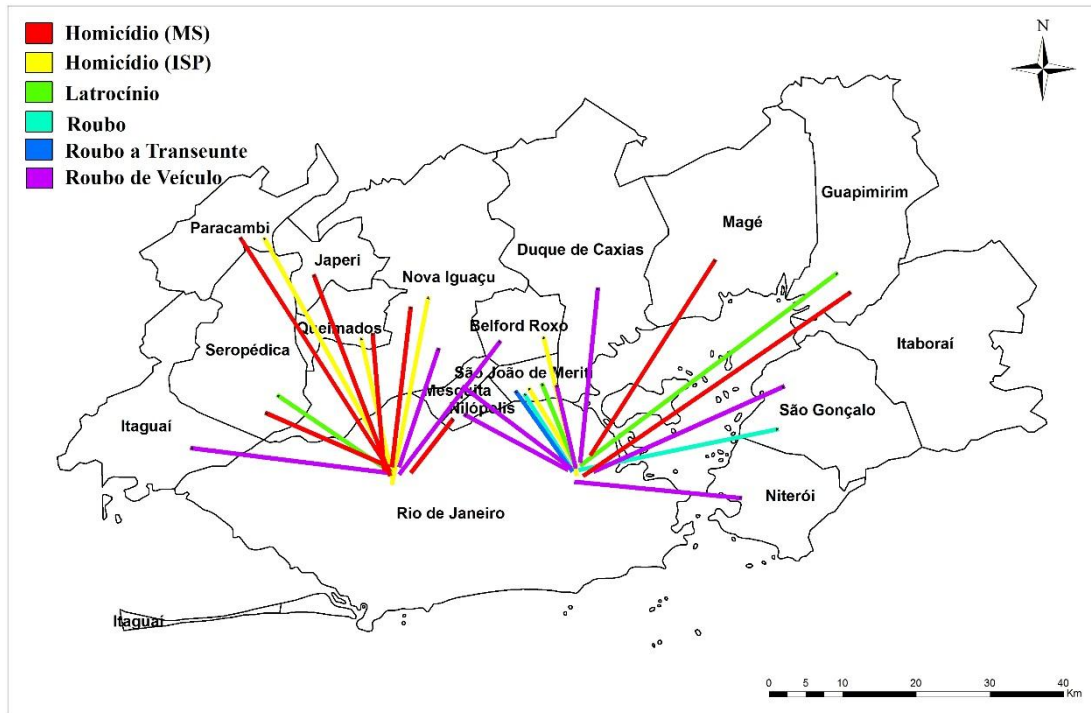 Homicídio (MS)
Homicídio (ISP)
Latrocínio
Roubo
Roubo a Transeunte
Roubo de Veículo
N
Guapimirim
Paracambi
Magé
Duque de Caxias
Japeri
Nova Iguaçu
Queimados
Belford Roxo
Itaboraí
Seropédica
São João de Meriti
Mesquita
Nilópolis
São Gonçalo
Itaguaí
Niterói
Rio de Janeiro
Itaguaí
0 5 10 20 30 40
Km